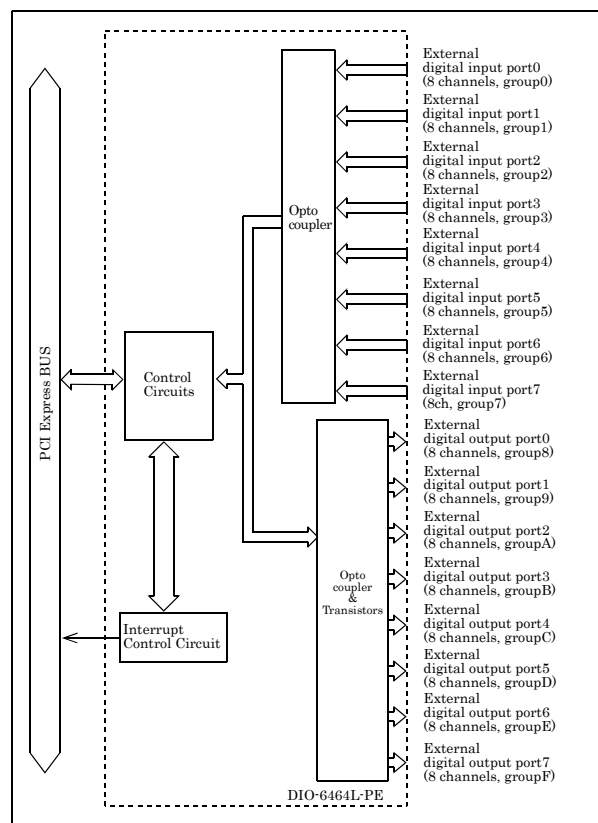 External
digital input port0
(8 channels, group0)
External
digital input port1
(8 channels, group1)
External
digital input port2
(8 channels, group2)
External
digital input port3
(8 channels, group3)
External
digital input port4
(8 channels, group4)
External
digital input port5
(8 channels, group5)
External
digital input port6
(8 channels, group6)
External
digital input port7
(8ch, group7)
Opto
coupler
PCI Express BUS
Control
Circuits
Interrupt
Control Circuit
Opto
coupler
&
Transistors
External
digital output port0
(8 channels, group8)
External
digital output port1
(8 channels, group9)
External
digital output port2
(8 channels, groupA)
External
digital output port3
(8 channels, groupB)
External
digital output port4
(8 channels, groupC)
External
digital output port5
(8 channels, groupD)
External
digital output port6
(8 channels, groupE)
External
digital output port7
(8 channels, groupF)
DIO-6464L-PE